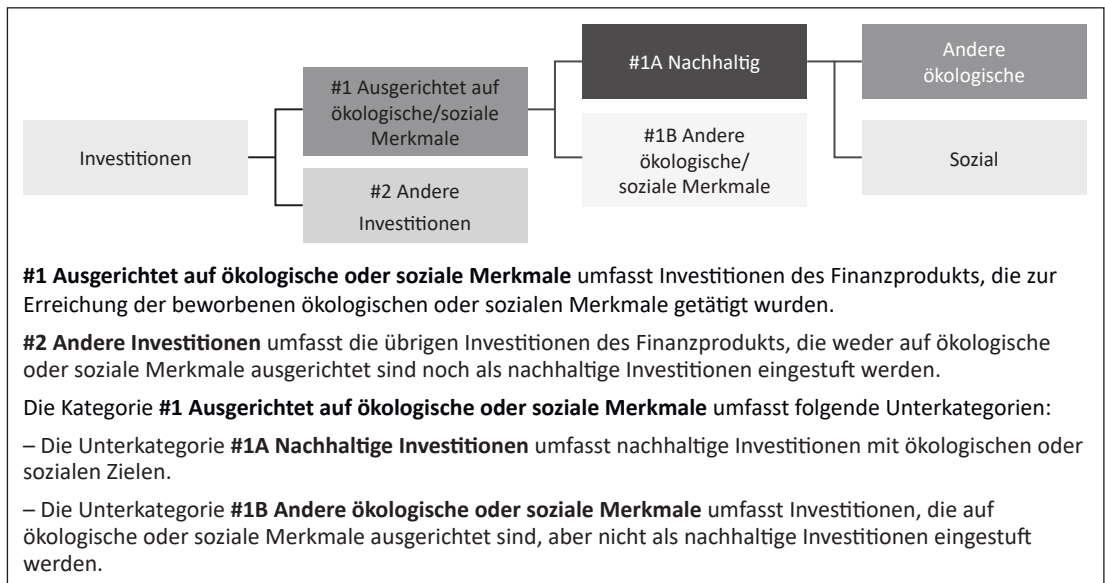 Investitionen
#1 Ausgerichtet auf
ökologische/soziale
Merkmale
#2 Andere
Investitionen
#1A Nachhaltig
#1B Andere
ökologische/
soziale Merkmale
Andere
ökologische
Sozial
#1 Ausgerichtet auf ökologische oder soziale Merkmale umfasst Investitionen des Finanzprodukts, die zur
Erreichung der beworbenen ökologischen oder sozialen Merkmale getätigt wurden.
#2 Andere Investitionen umfasst die übrigen Investitionen des Finanzprodukts, die weder auf ökologische
oder soziale Merkmale ausgerichtet sind noch als nachhaltige Investitionen eingestuft werden.
Die Kategorie #1 Ausgerichtet auf ökologische oder soziale Merkmale umfasst folgende Unterkategorien:
– Die Unterkategorie #1A Nachhaltige Investitionen umfasst nachhaltige Investitionen mit ökologischen oder
sozialen Zielen.
– Die Unterkategorie #1B Andere ökologische oder soziale Merkmale umfasst Investitionen, die auf
ökologische oder soziale Merkmale ausgerichtet sind, aber nicht als nachhaltige Investitionen eingestuft
werden.